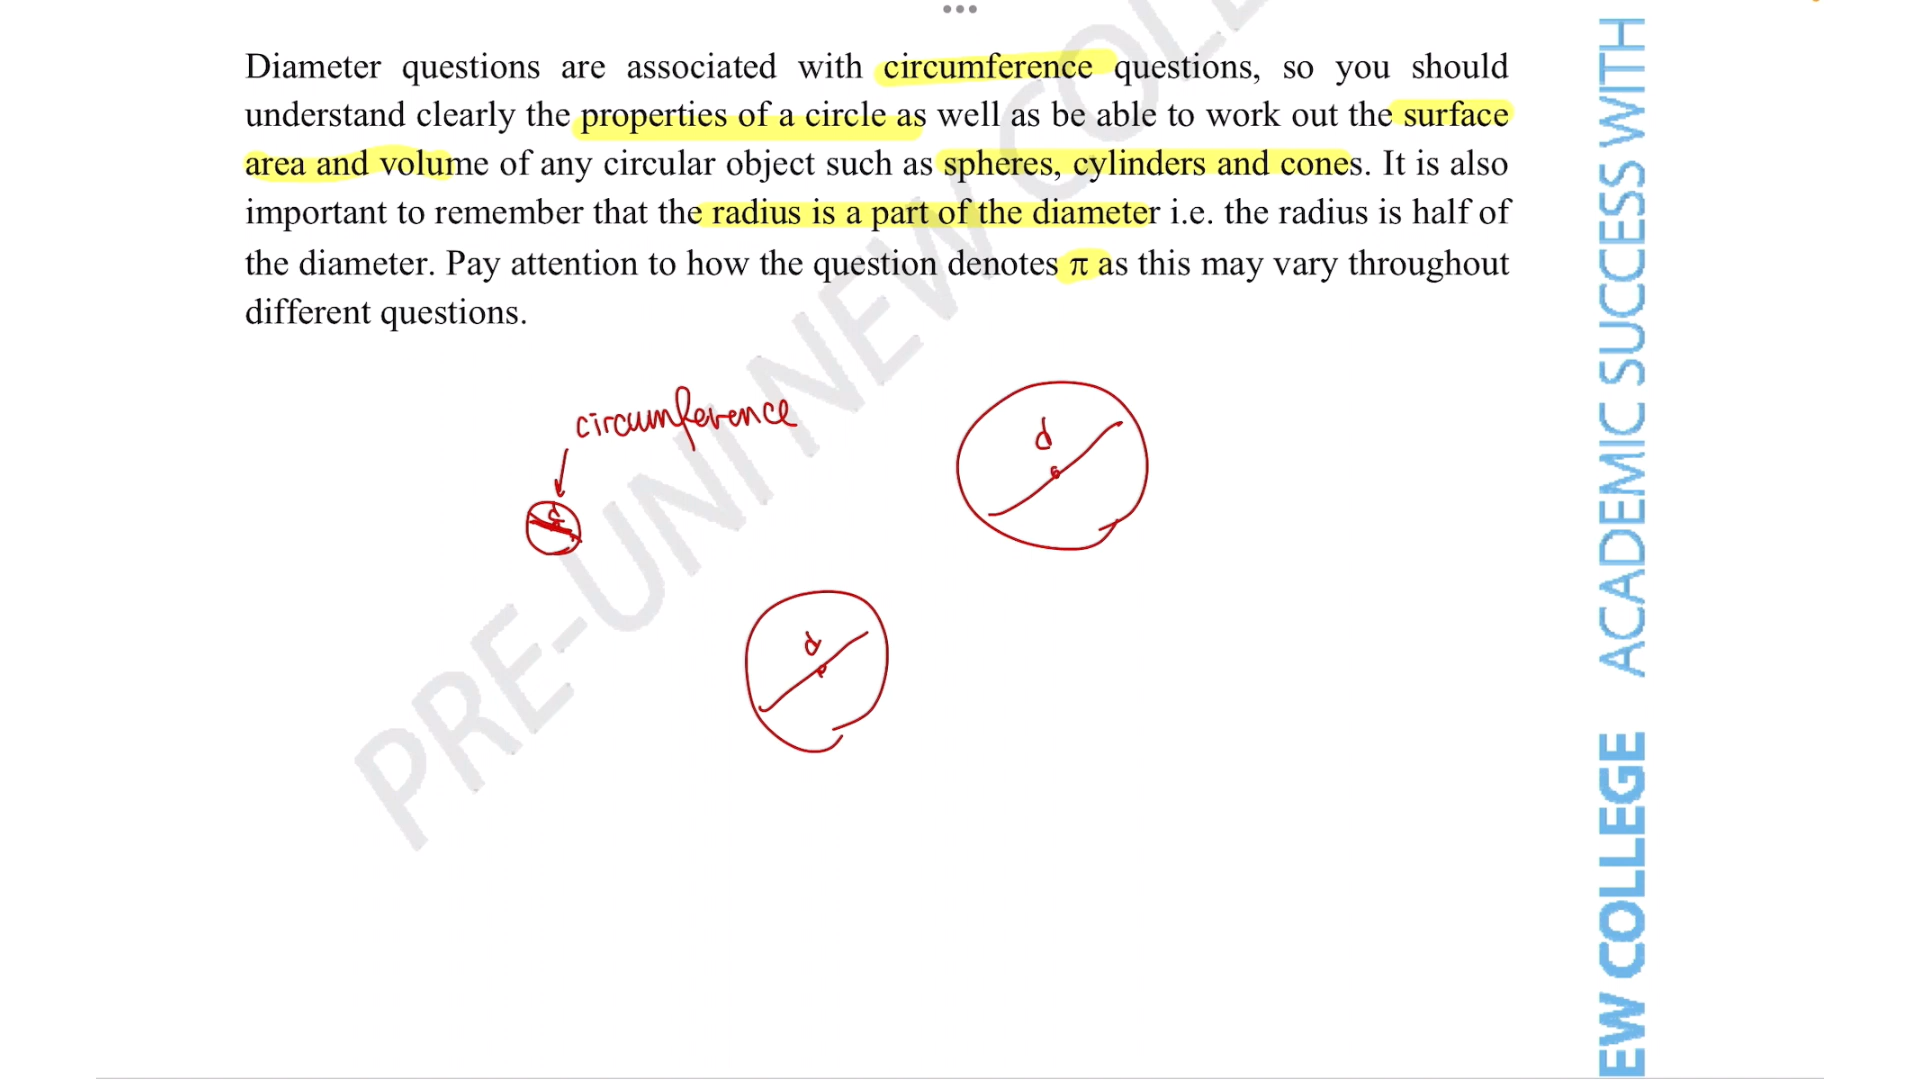 Diameter questions are associated with circumference questions, so you should
understand clearly the properties of a circle as well as be able to work out the surface
area and volume of any circular object such as spheres, cylinders and cones. It is also
important to remember that the radius is a part of the diameter i.e. the radius is half of
the diameter. Pay attention to how the question denotes π as this may vary throughout
different questions.
circumference
d
d
d
PRE-UNI NEW COLLE
EW COLLEGE ACADEMIC SUCCESS WITH